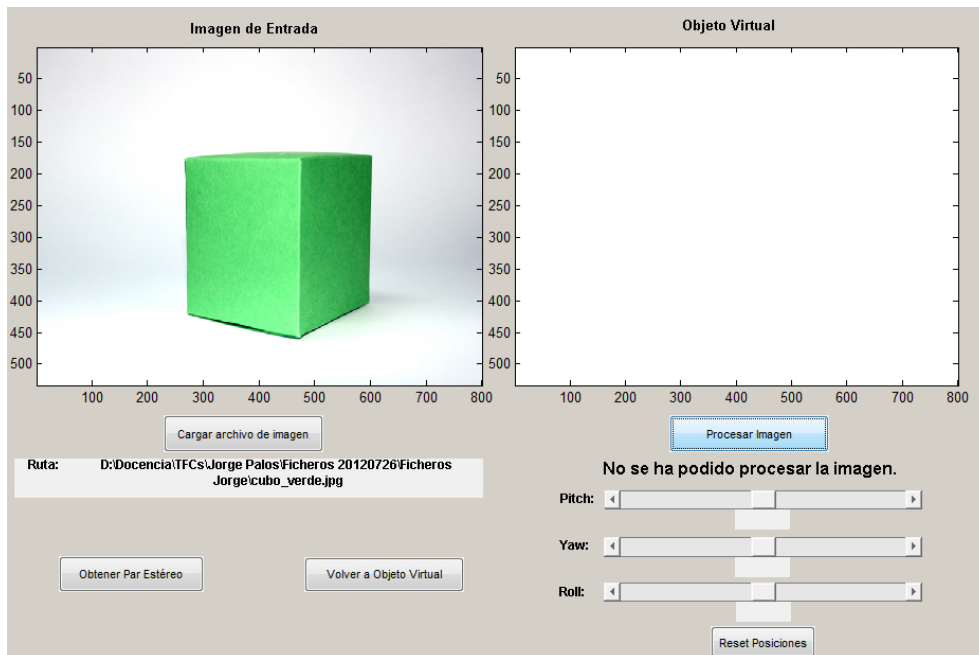 Imagen de Entrada
50
100
150
200
250
300
350
400
450
500
100 200 300 400 500 600 700 800
Cargar archivo de imagen
Ruta: D:\Docencia\TFCs\Jorge Palos\Ficheros 20120726\Ficheros
Jorge\cubo_verde.jpg
Obtener Par Estéreo
Volver a Objeto Virtual
Objeto Virtual
50
100
150
200
250
300
350
400
450
500
100 200 300 400 500 600 700 800
Procesar Imagen
No se ha podido procesar la imagen.
Pitch:
Yaw:
Roll:
Reset Posiciones